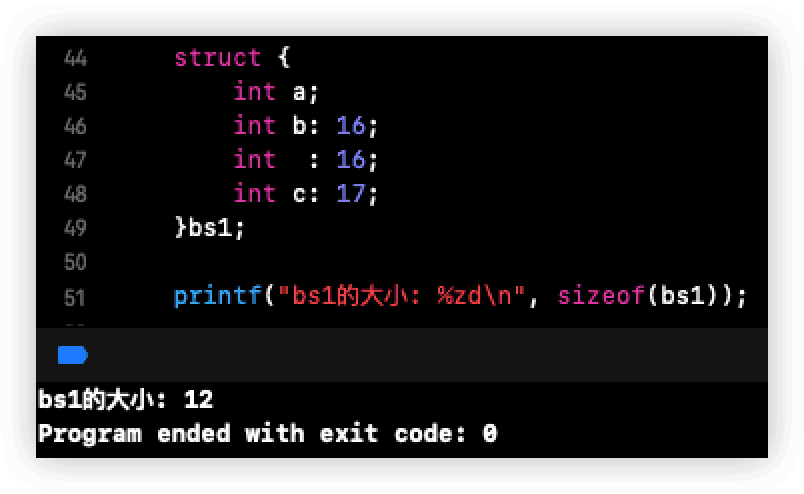 44 struct {
45 int a;
46 int b: 16;
47 int  : 16;
48 int c: 17;
49 }bs1;
50
51 printf("bs1的大小: %zd\n", sizeof(bs1));
bs1的大小: 12
Program ended with exit code: 0